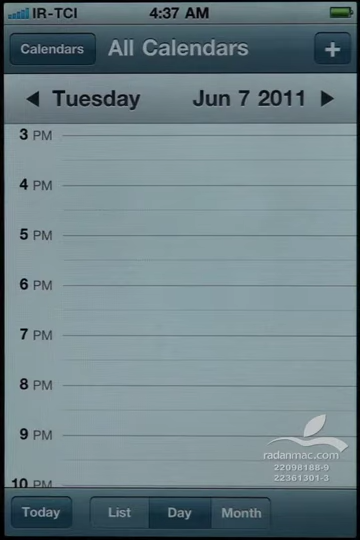 IR-TCI 4:37 AM
Calendars All Calendars +
Tuesday Jun 7 2011
3 PM
4 PM
5 PM
6 PM
7 PM
8 PM
9 PM
radanmac.com
22098188-9
22361301-3
10 PM
Today List Day Month